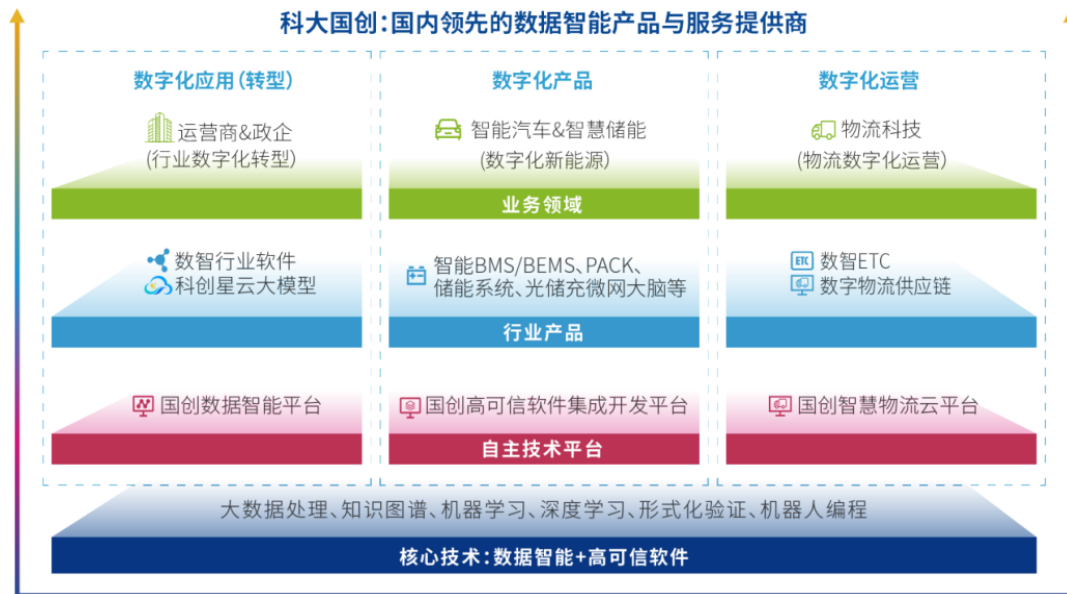 科大国创：国内领先的数据智能产品与服务提供商
数字化应用（转型）
数字化产品
数字化运营
运营商&政企
(行业数字化转型)
智能汽车&智慧储能
(数字化新能源)
物流科技
(物流数字化运营)
业务领域
数智行业软件
科创星云大模型
智能BMS/BEMS、PACK、
储能系统、光储充微网大脑等
ETC 数智ETC
数字物流供应链
行业产品
国创数据智能平台
国创高可信软件集成开发平台
国创智慧物流云平台
自主技术平台
大数据处理、知识图谱、机器学习、深度学习、形式化验证、机器人编程
核心技术：数据智能+高可信软件